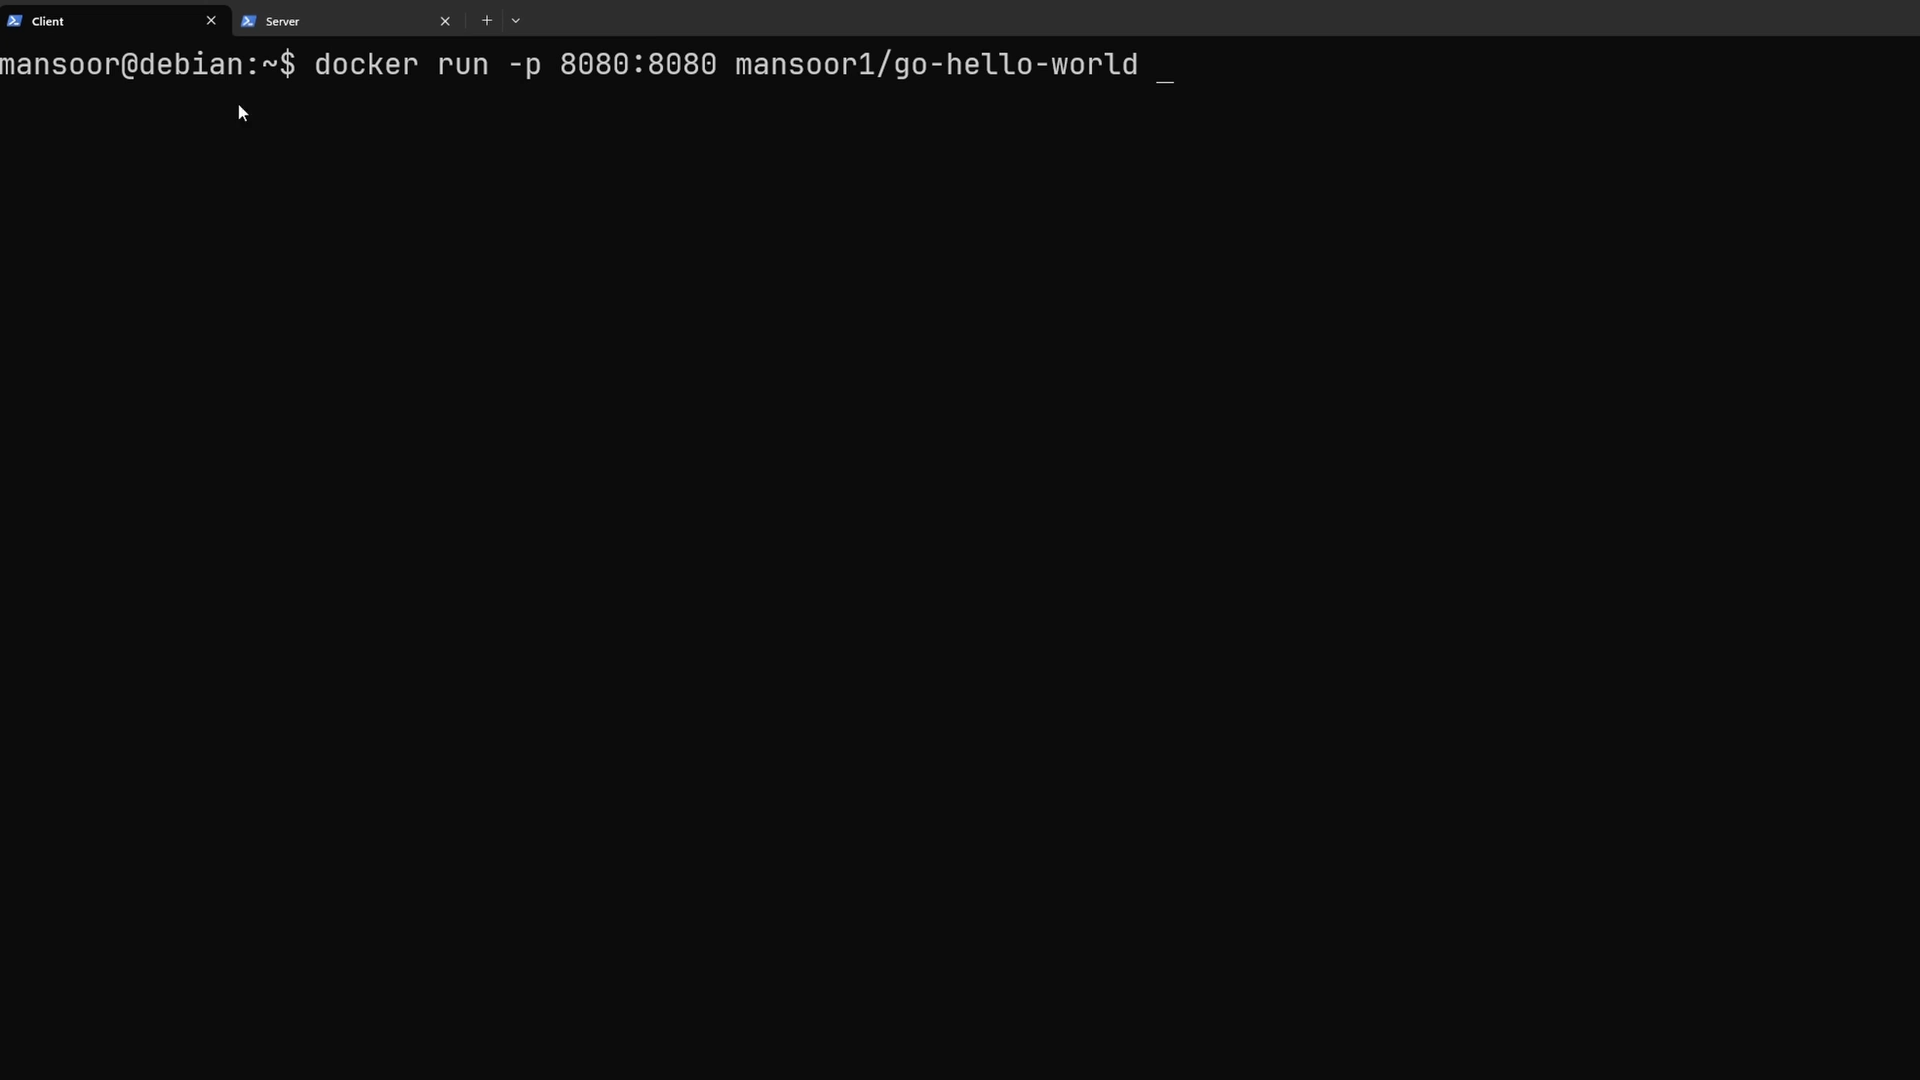 Client
Server
mansoor@debian:~$ docker run -p 8080:8080 mansoor1/go-hello-world _